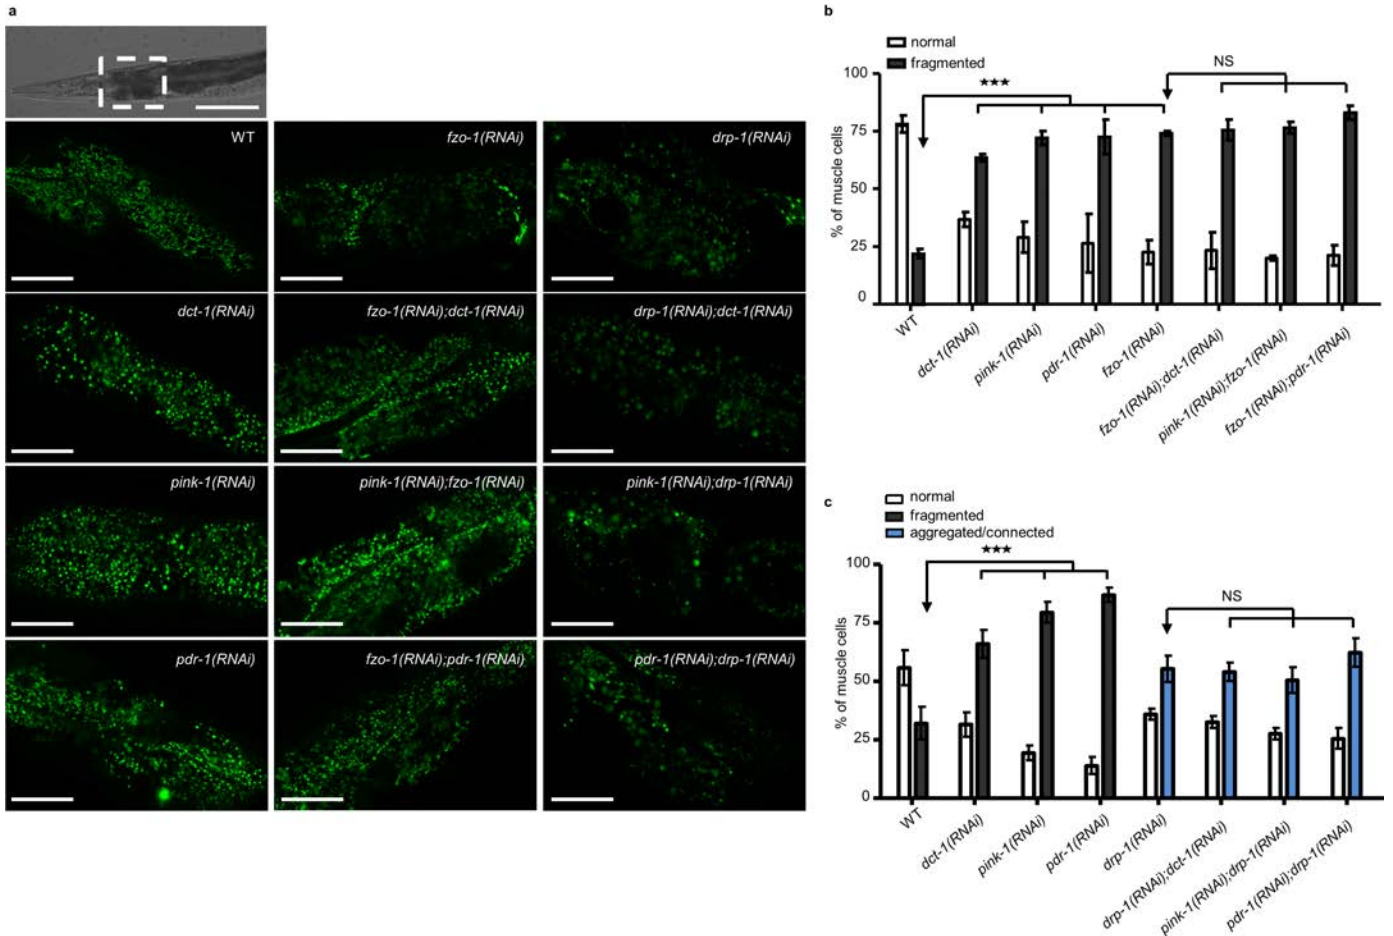 a
WT
fzo-1(RNAi)
drp-1(RNAi)
dct-1(RNAi)
fzo-1(RNAi);dct-1(RNAi)
drp-1(RNAi);dct-1(RNAi)
pink-1(RNAi)
pink-1(RNAi);fzo-1(RNAi)
pink-1(RNAi);drp-1(RNAi)
pdr-1(RNAi)
fzo-1(RNAi);pdr-1(RNAi)
pdr-1(RNAi);drp-1(RNAi)
b
normal
fragmented
NS
★★★
% of muscle cells
100
75
50
25
0
WT
dct-1(RNAi)
pink-1(RNAi)
pdr-1(RNAi)
fzo-1(RNAi)
fzo-1(RNAi);dct-1(RNAi)
pink-1(RNAi);fzo-1(RNAi)
fzo-1(RNAi);pdr-1(RNAi)
c
normal
fragmented
aggregated/connected
★★★
NS
% of muscle cells
100
75
50
25
0
WT
dct-1(RNAi)
pink-1(RNAi)
pdr-1(RNAi)
drp-1(RNAi)
drp-1(RNAi);dct-1(RNAi)
pink-1(RNAi);drp-1(RNAi)
pdr-1(RNAi);drp-1(RNAi)